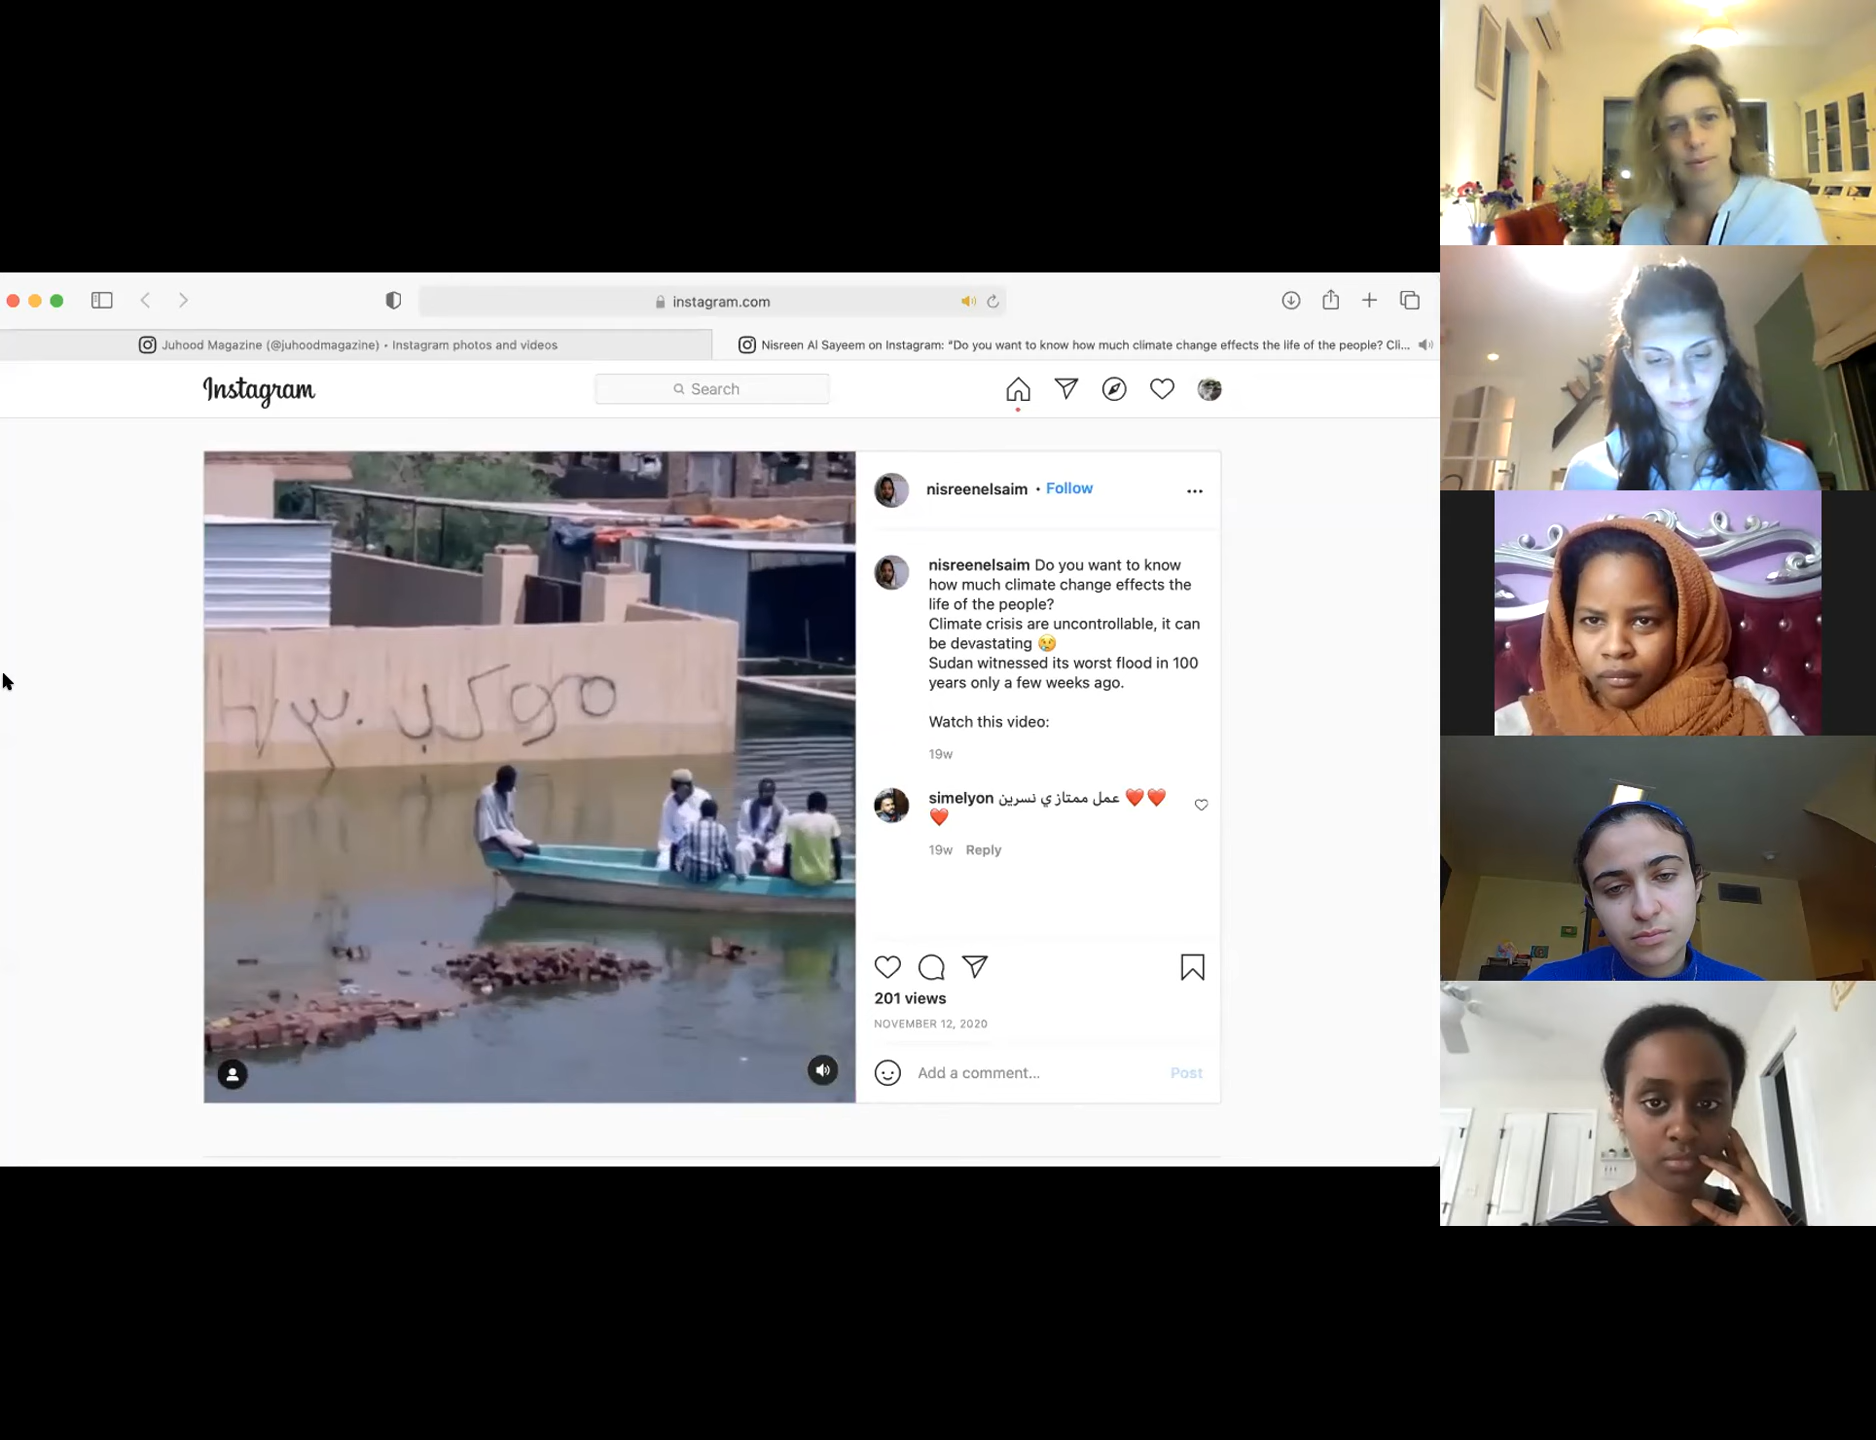 instagram.com
Juhood Magazine (@juhoodmagazine) • Instagram photos and videos
Nisreen Al Sayeem on Instagram: “Do you want to know how much climate change effects the life of the people? Cli...
Instagram
Search
nisreenelsaim • Follow
nisreenelsaim Do you want to know
how much climate change effects the
life of the people?
Climate crisis are uncontrollable, it can
be devastating 😢
Sudan witnessed its worst flood in 100
years only a few weeks ago.
Watch this video:
19w
simelyon عمل ممتاز ي نسرين ❤️❤️
❤️
19w Reply
201 views
NOVEMBER 12, 2020
Add a comment...
Post